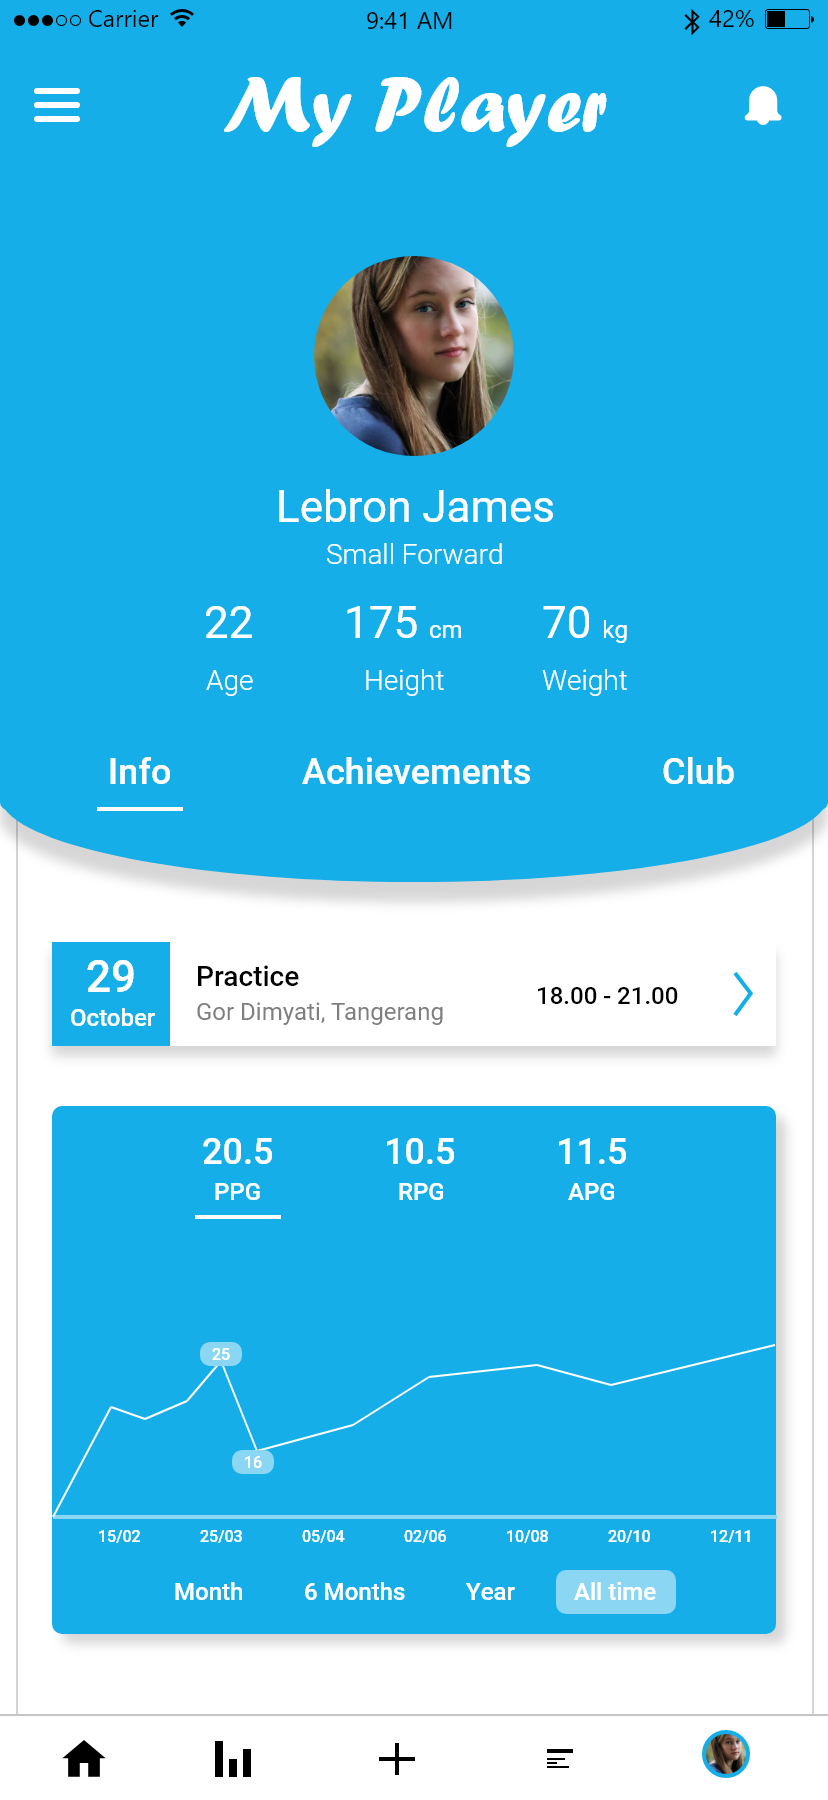 Carrier 9:41 AM 42%
My Player
Lebron James
Small Forward
22 175 cm 70 kg
Age Height Weight
Info Achievements Club
29
October
Practice
Gor Dimyati, Tangerang
18.00 - 21.00
20.5 10.5 11.5
PPG RPG APG
25
16
15/02 25/03 05/04 02/06 10/08 20/10 12/11
Month 6 Months Year All time